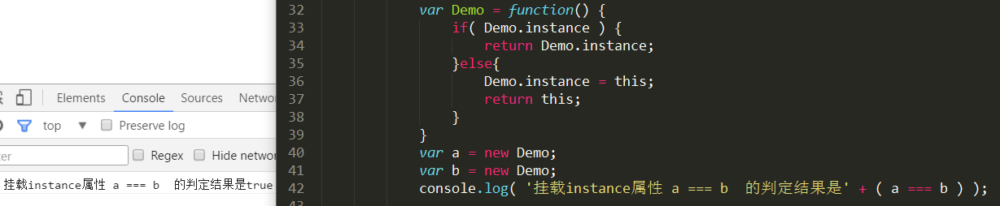 Elements Console Sources Networ
top ▼ Preserve log
ter Regex Hide networ
挂载instance属性 a === b  的判定结果是true
32 var Demo = function() {
33 if( Demo.instance ) {
34 return Demo.instance;
35 }else{
36 Demo.instance = this;
37 return this;
38 }
39 }
40 var a = new Demo;
41 var b = new Demo;
42 console.log( '挂载instance属性 a === b  的判定结果是' + ( a === b ) );